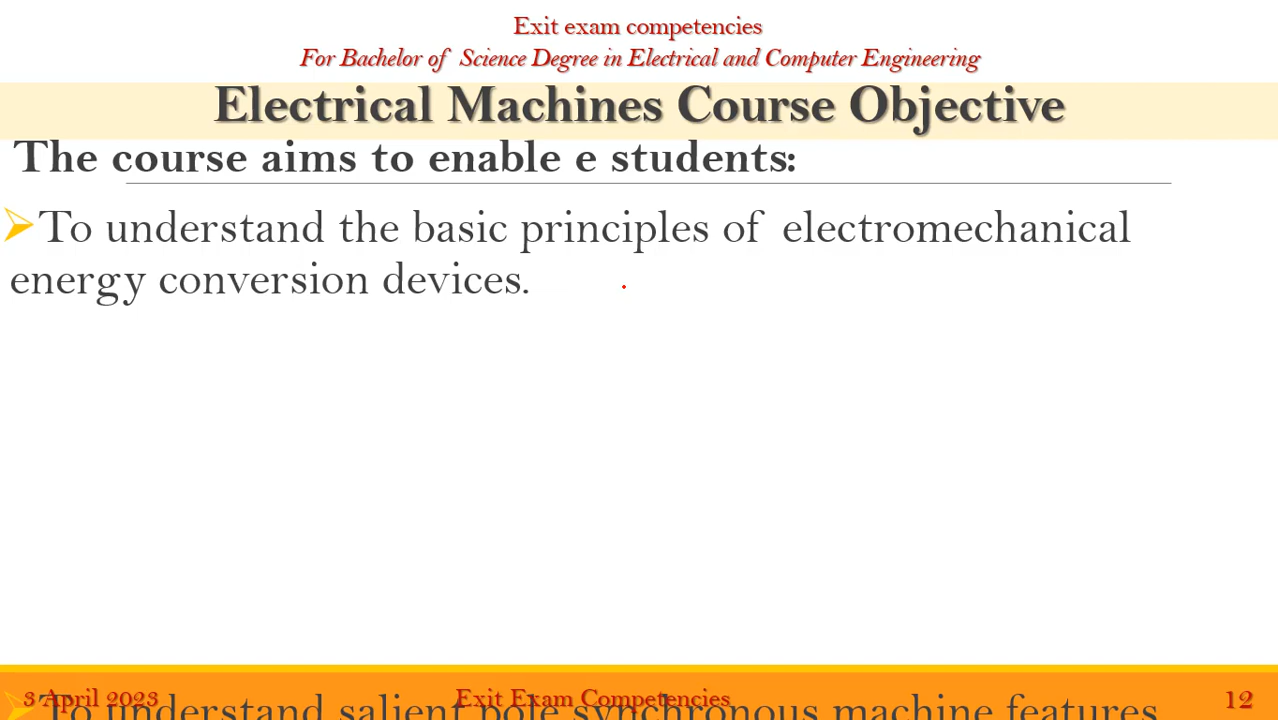 Exit exam competencies
For Bachelor of Science Degree in Electrical and Computer Engineering
Electrical Machines Course Objective
The course aims to enable e students:
To understand the basic principles of electromechanical
energy conversion devices.
3 April 2023 Exit Exam Competencies 12
To understand salient pole synchronous machine features